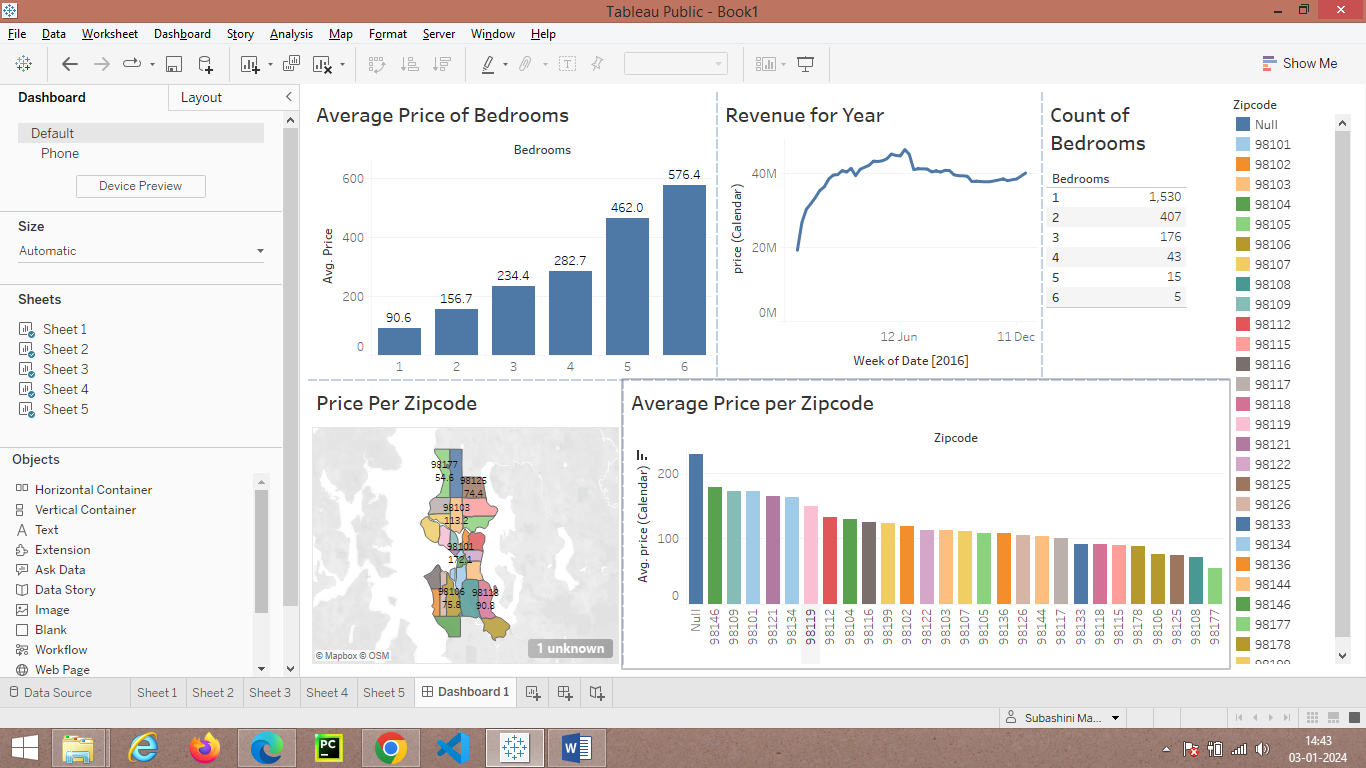 Tableau Public - Book1
File Data Worksheet Dashboard Story Analysis Map Format Server Window Help
Show Me
Dashboard Layout
Default
Phone
Device Preview
Size
Automatic
Sheets
Sheet 1
Sheet 2
Sheet 3
Sheet 4
Sheet 5
Objects
Horizontal Container
Vertical Container
Text
Extension
Ask Data
Data Story
Image
Blank
Workflow
Web Page
Average Price of Bedrooms
Bedrooms
Avg. Price
600
400
200
0
90.6
156.7
234.4
282.7
462.0
576.4
1 2 3 4 5 6
Revenue for Year
price (Calendar)
40M
20M
0M
12 Jun 11 Dec
Week of Date [2016]
Count of
Bedrooms
Bedrooms
1 1,530
2 407
3 176
4 43
5 15
6 5
Price Per Zipcode
98177
54.6
98125
74.4
98103
113.2
98101
172.1
98106
75.8
98118
90.8
© Mapbox © OSM
1 unknown
Average Price per Zipcode
Zipcode
Avg. price (Calendar)
200
100
0
Null
98146
98109
98101
98121
98134
98119
98112
98104
98116
98199
98102
98122
98103
98107
98105
98136
98126
98144
98117
98133
98118
98115
98178
98106
98125
98108
98177
Zipcode
Null
98101
98102
98103
98104
98105
98106
98107
98108
98109
98112
98115
98116
98117
98118
98119
98121
98122
98125
98126
98133
98134
98136
98144
98146
98177
98178
98199
Data Source Sheet 1 Sheet 2 Sheet 3 Sheet 4 Sheet 5 Dashboard 1
Subashini Ma...
PC
14:43
03-01-2024